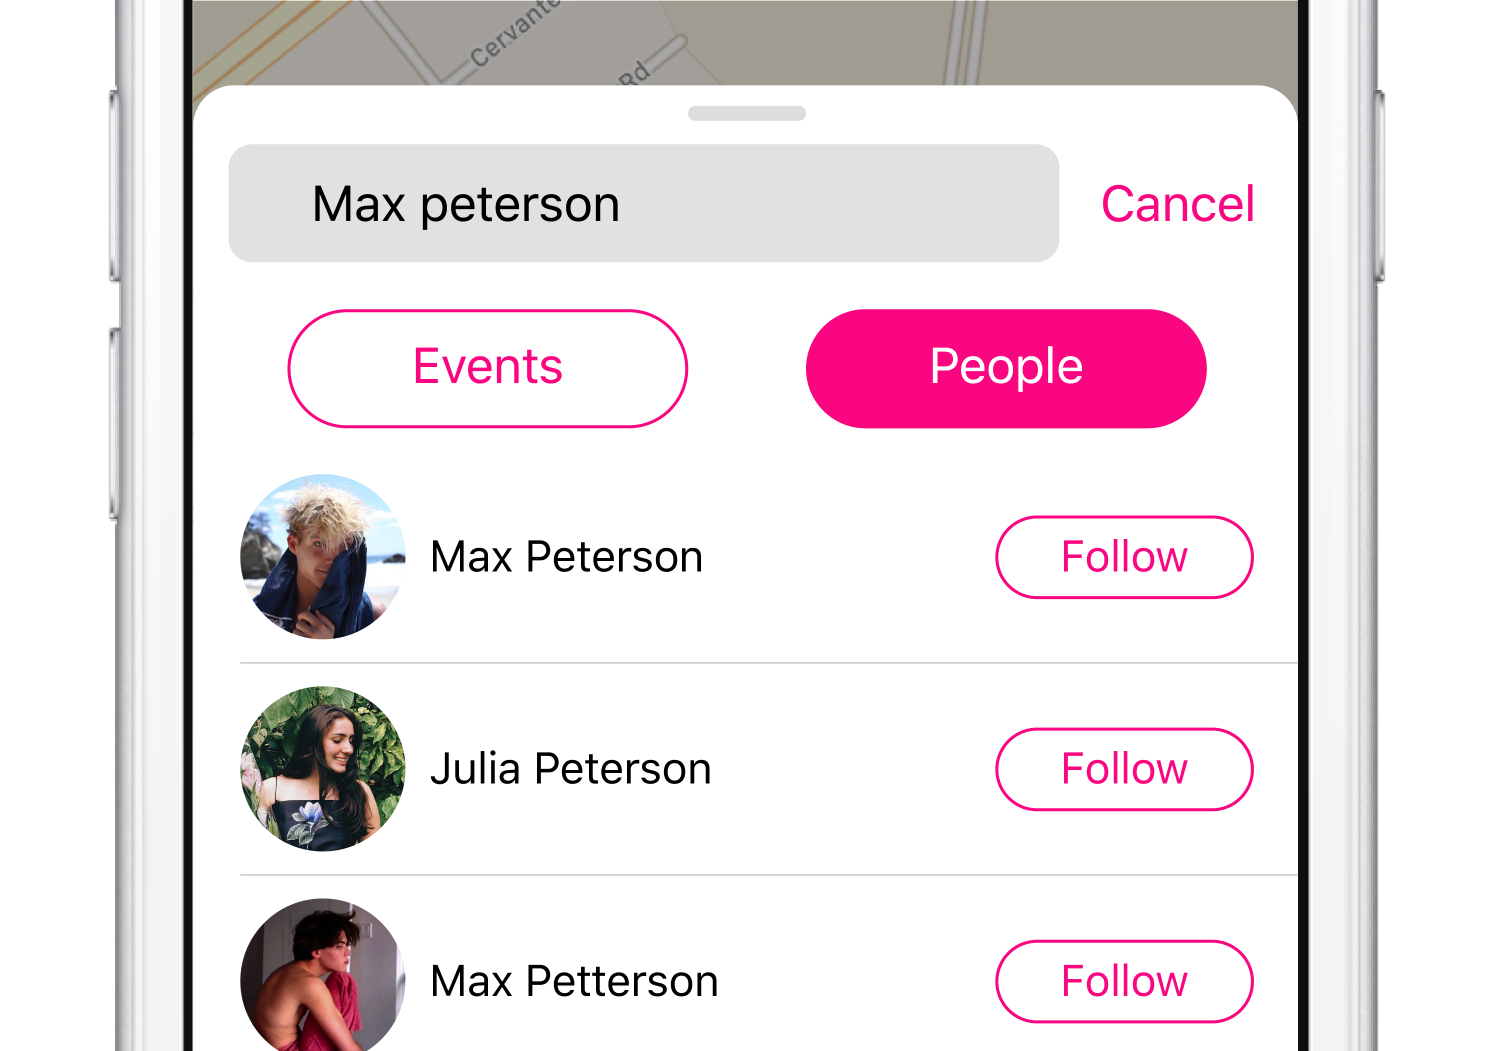 Cervante
Rd
Max peterson
Cancel
Events
People
Max Peterson
Follow
Julia Peterson
Follow
Max Petterson
Follow